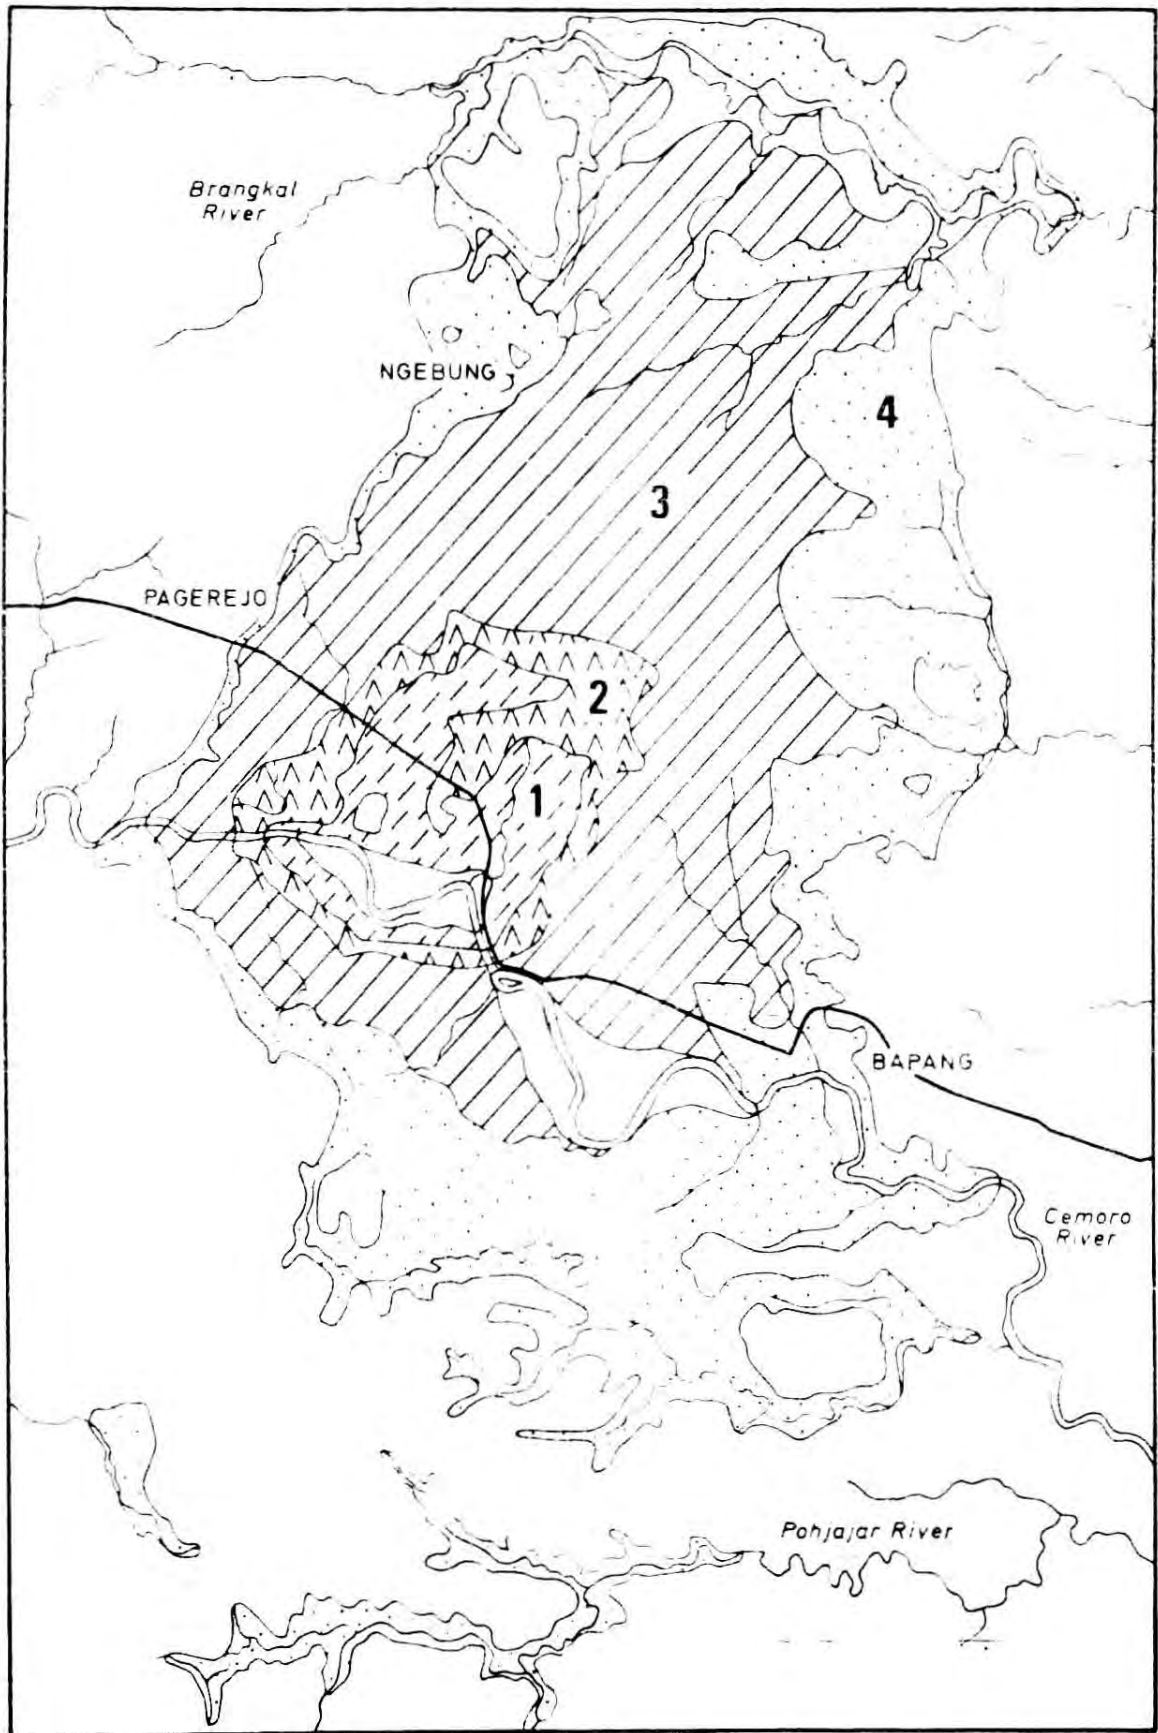 Brangkal
River
NGEBUNG
4
3
PAGEREJO
2
1
BAPANG
Cemoro
River
Pohjajar River